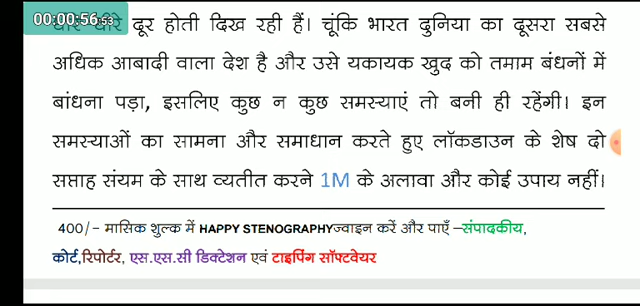 00:00:56:53 धीरे दूर होती दिख रही हैं। चूंकि भारत दुनिया का दूसरा सबसे
अधिक आबादी वाला देश है और उसे यकायक खुद को तमाम बंधनों में
बांधना पड़ा, इसलिए कुछ न कुछ समस्याएं तो बनी ही रहेंगी। इन
समस्याओं का सामना और समाधान करते हुए लॉकडाउन के शेष दो
सप्ताह संयम के साथ व्यतीत करने 1M के अलावा और कोई उपाय नहीं।
400/- मासिक शुल्क में HAPPY STENOGRAPHYज्वाइन करें और पाएँ –संपादकीय,
कोर्ट,रिपोर्टर, एस.एस.सी डिक्टेशन एवं टाइपिंग सॉफ्टवेयर